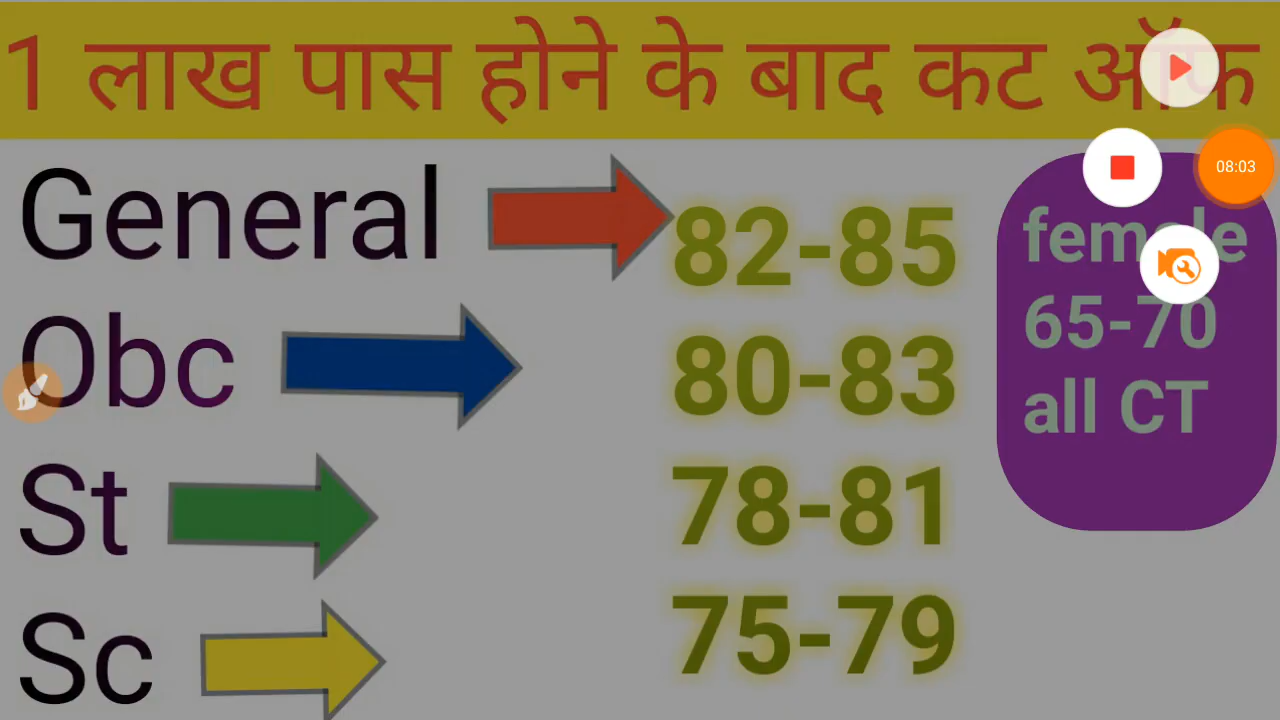 1 लाख पास होने के बाद कट ऑफ
General 82-85
Obc 80-83
St 78-81
Sc 75-79
female
65-70
all CT
08:03